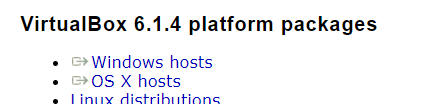 VirtualBox 6.1.4 platform packages
Windows hosts
OS X hosts
Linux distributions